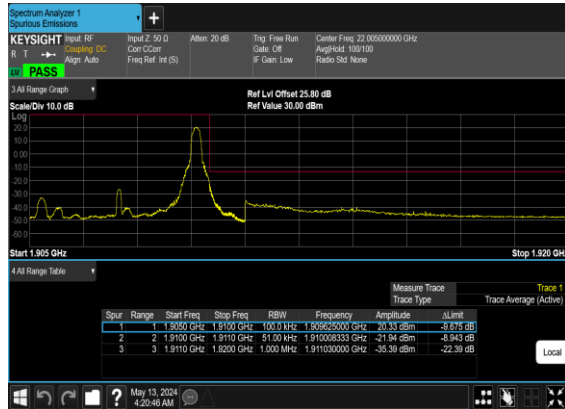 Spectrum Analyzer 1
Spurious Emissions
+
KEYSIGHT Input: RF Input Z: 50 Ω Atten: 20 dB Trig: Free Run Center Freq: 22.005000000 GHz
R T Coupling: DC Corr CCorr Gate: Off Avg|Hold: 100/100
Align: Auto Freq Ref: Int (S) IF Gain: Low Radio Std: None
PASS
3 All Range Graph
Ref Lvl Offset 25.80 dB
Scale/Div 10.0 dB Ref Value 30.00 dBm
Log
20.0
10.0
0.00
-10.0
-20.0
-30.0
-40.0
-50.0
-60.0
Start 1.905 GHz Stop 1.920 GHz
4 All Range Table
Measure Trace Trace 1
Trace Type Trace Average (Active)
Spur Range Start Freq Stop Freq RBW Frequency Amplitude ΔLimit
1 1 1.9050 GHz 1.9100 GHz 100.0 kHz 1.909625000 GHz 20.33 dBm -9.675 dB
2 2 1.9100 GHz 1.9110 GHz 51.00 kHz 1.910008333 GHz -21.94 dBm -8.943 dB
3 3 1.9110 GHz 1.9200 GHz 1.000 MHz 1.911030000 GHz -35.39 dBm -22.39 dB
Local
? May 13, 2024
4:20:46 AM